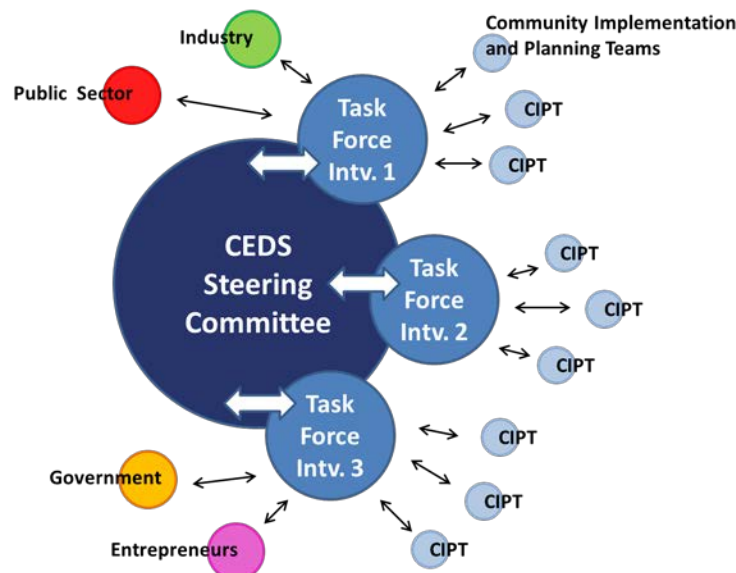 Industry
Community Implementation
and Planning Teams
Public Sector
Task
Force
Intv. 1
CIPT
CIPT
CEDS
Steering
Committee
Task
Force
Intv. 2
CIPT
CIPT
CIPT
Task
Force
Intv. 3
CIPT
CIPT
CIPT
Government
Entrepreneurs